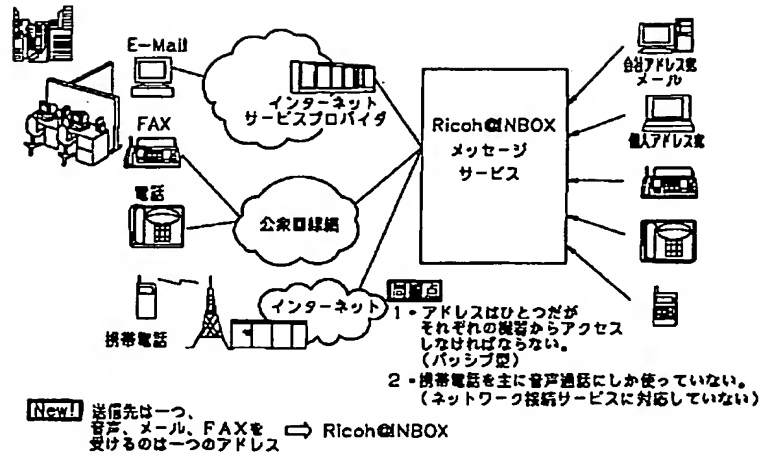 E-Mail
インターネット
サービスプロバイダ
FAX
電話
公衆回線網
携帯電話
インターネット
Ricoh@INBOX
メッセージ
サービス
会社アドレス宛
メール
個人アドレス宛
問題点
1・アドレスはひとつだが
それぞれの機器からアクセス
しなければならない。
(パッシブ型)
2・携帯電話を主に音声通話にしか使っていない。
(ネットワーク接続サービスに対応していない)
New! 送信先は一つ、
音声、メール、FAXを
受けるのは一つのアドレス ⇨ Ricoh@INBOX